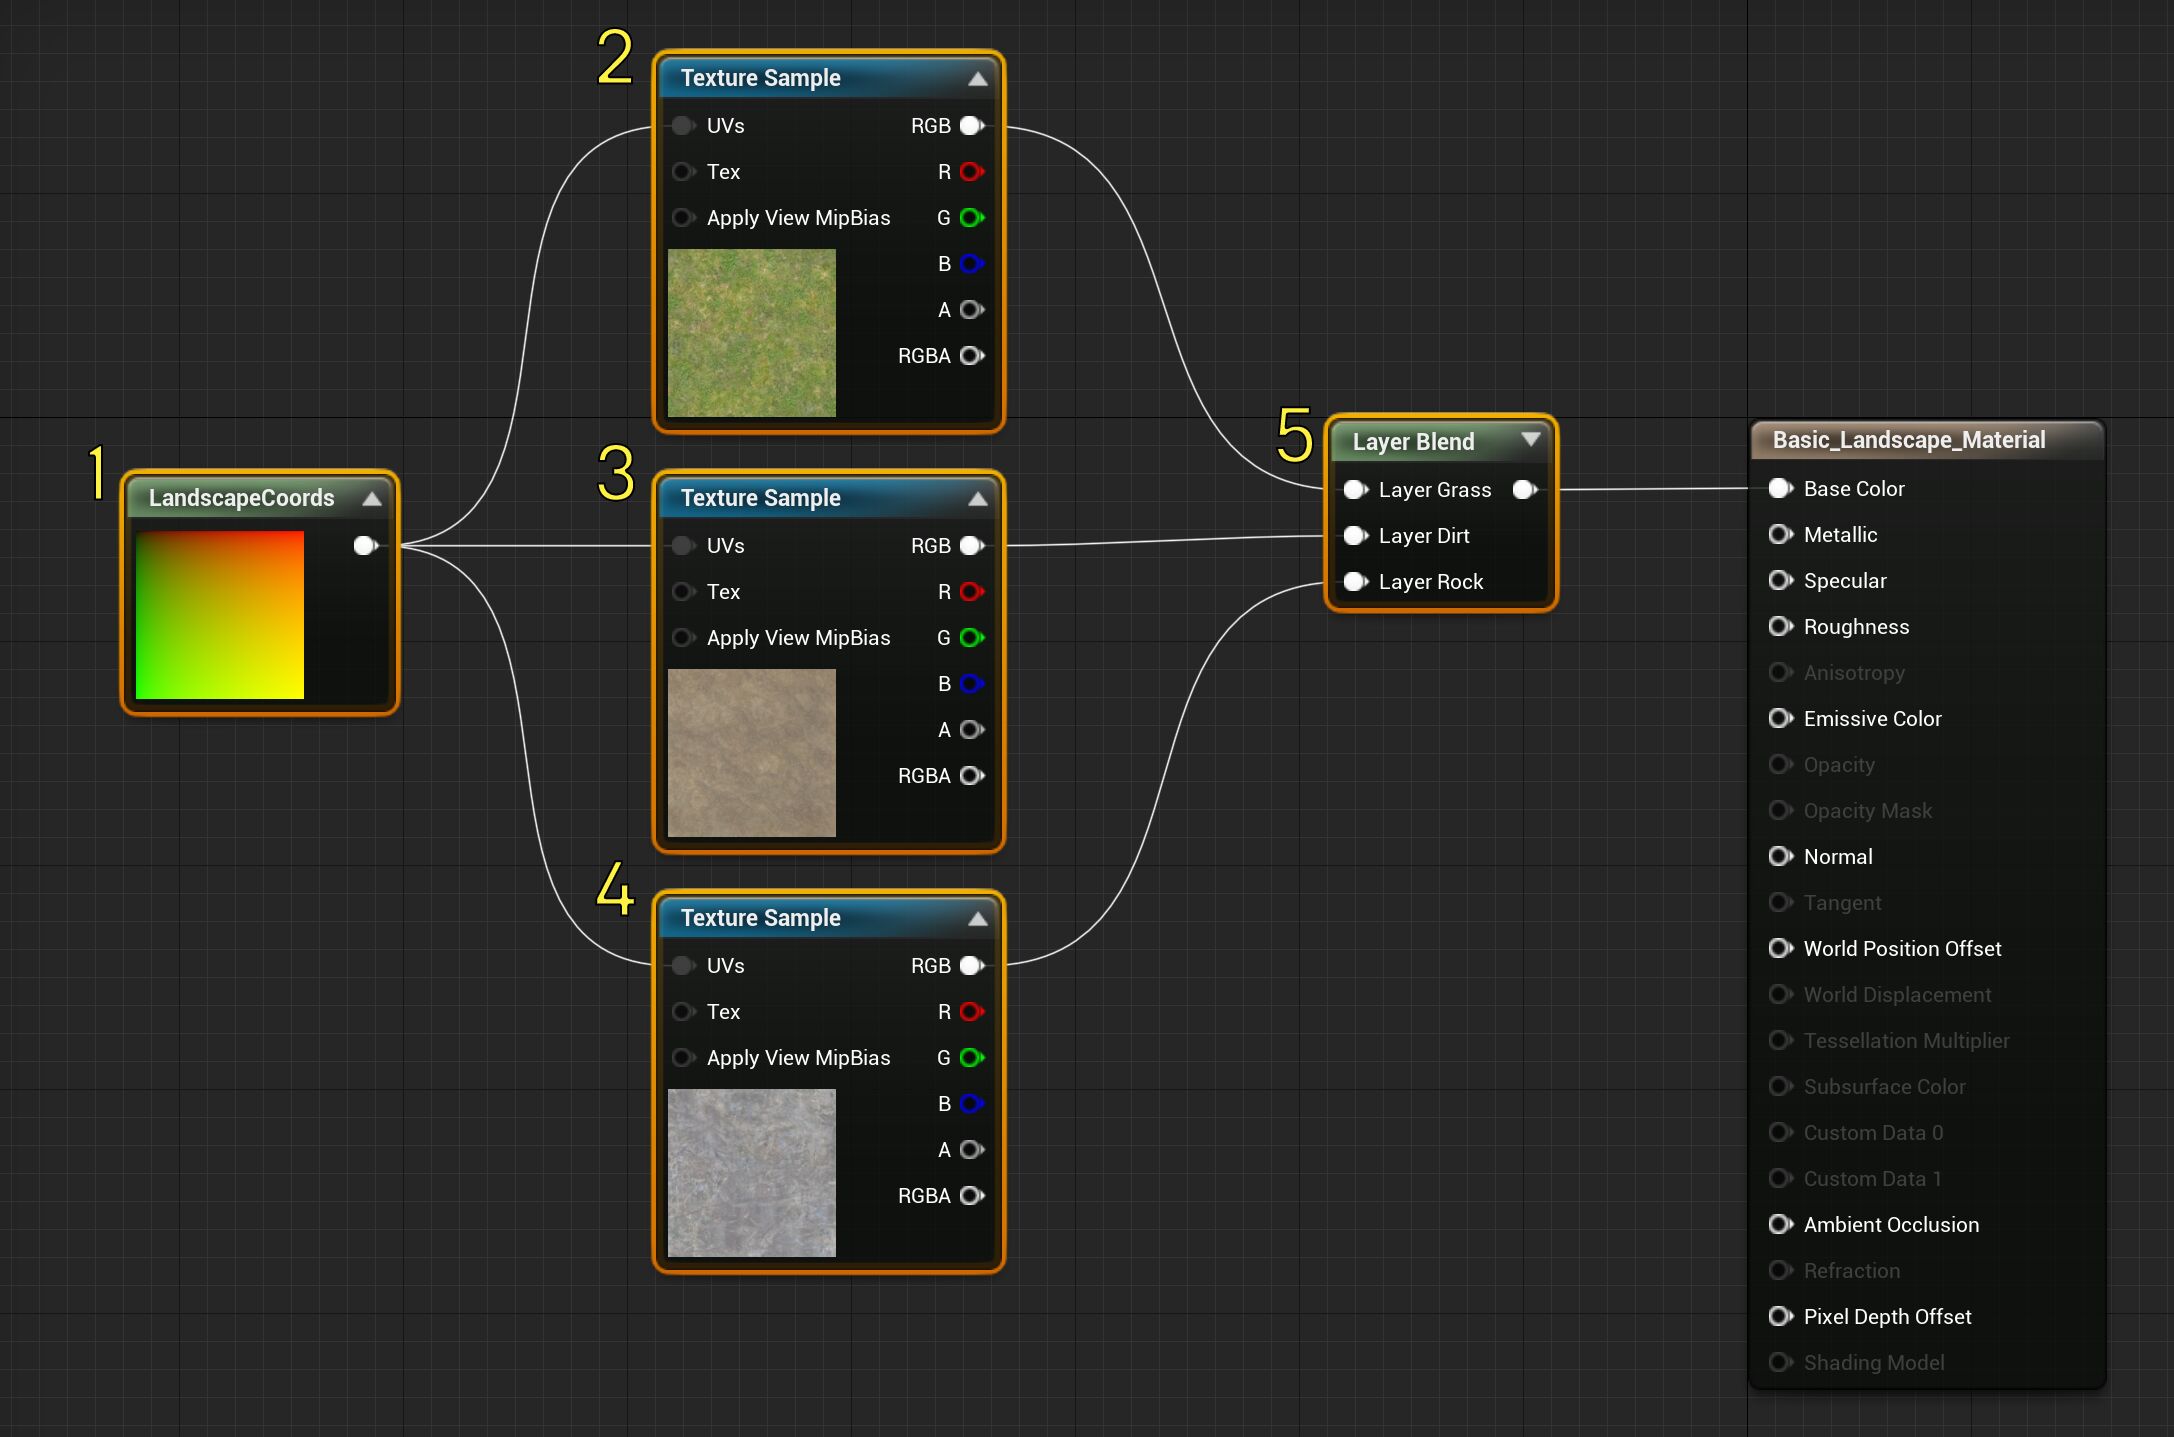 2
Texture Sample
UVs RGB
Tex R
Apply View MipBias G
B
A
RGBA
1
LandscapeCoords
3
Texture Sample
UVs RGB
Tex R
Apply View MipBias G
B
A
RGBA
4
Texture Sample
UVs RGB
Tex R
Apply View MipBias G
B
A
RGBA
5
Layer Blend
Layer Grass
Layer Dirt
Layer Rock
Basic_Landscape_Material
Base Color
Metallic
Specular
Roughness
Anisotropy
Emissive Color
Opacity
Opacity Mask
Normal
Tangent
World Position Offset
World Displacement
Tessellation Multiplier
Subsurface Color
Custom Data 0
Custom Data 1
Ambient Occlusion
Refraction
Pixel Depth Offset
Shading Model